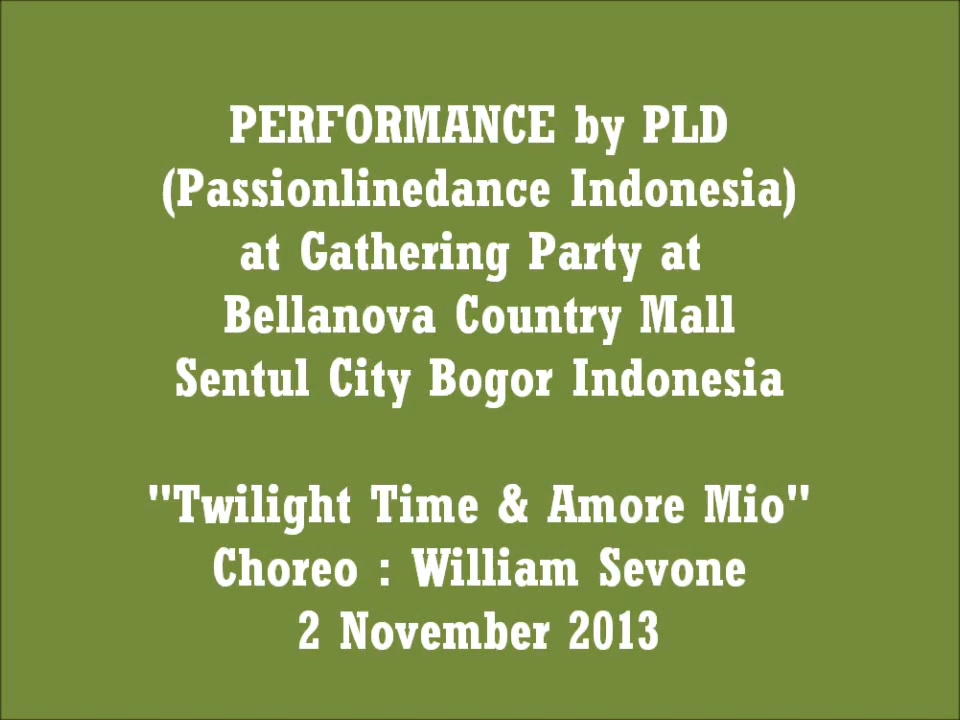 PERFORMANCE by PLD
(Passionlinedance Indonesia)
at Gathering Party at
Bellanova Country Mall
Sentul City Bogor Indonesia
"Twilight Time & Amore Mio"
Choreo : William Sevone
2 November 2013